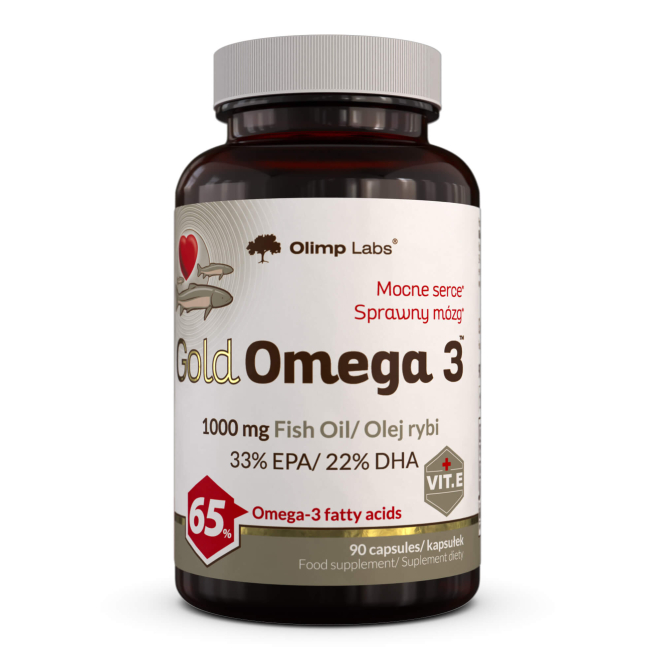 Olimp Labs®
Mocne serce*
Sprawny mózg*
Gold Omega 3™
1000 mg Fish Oil/ Olej rybi
33% EPA/ 22% DHA
+
VIT.E
65%
Omega-3 fatty acids
90 capsules/ kapsułek
Food supplement/ Suplement diety